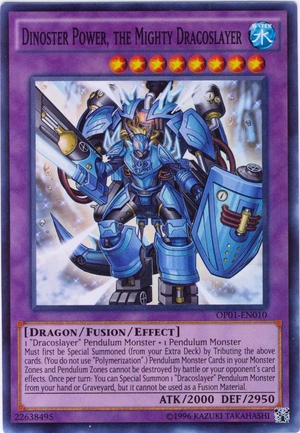 DINOSTER POWER, THE MIGHTY DRACOSLAYER
WATER
水
OP01-EN010
[DRAGON/FUSION/EFFECT]
1 "Dracoslayer" Pendulum Monster + 1 Pendulum Monster
Must first be Special Summoned (from your Extra Deck) by Tributing the above
cards. (You do not use "Polymerization".) Pendulum Monster Cards in your Monster
Zones and Pendulum Zones cannot be destroyed by battle or your opponent's card
effects. Once per turn: You can Special Summon 1 "Dracoslayer" Pendulum Monster
from your hand or Graveyard, but it cannot be used as a Fusion Material.
ATK/2000 DEF/2950
22638495
©1996 KAZUKI TAKAHASHI